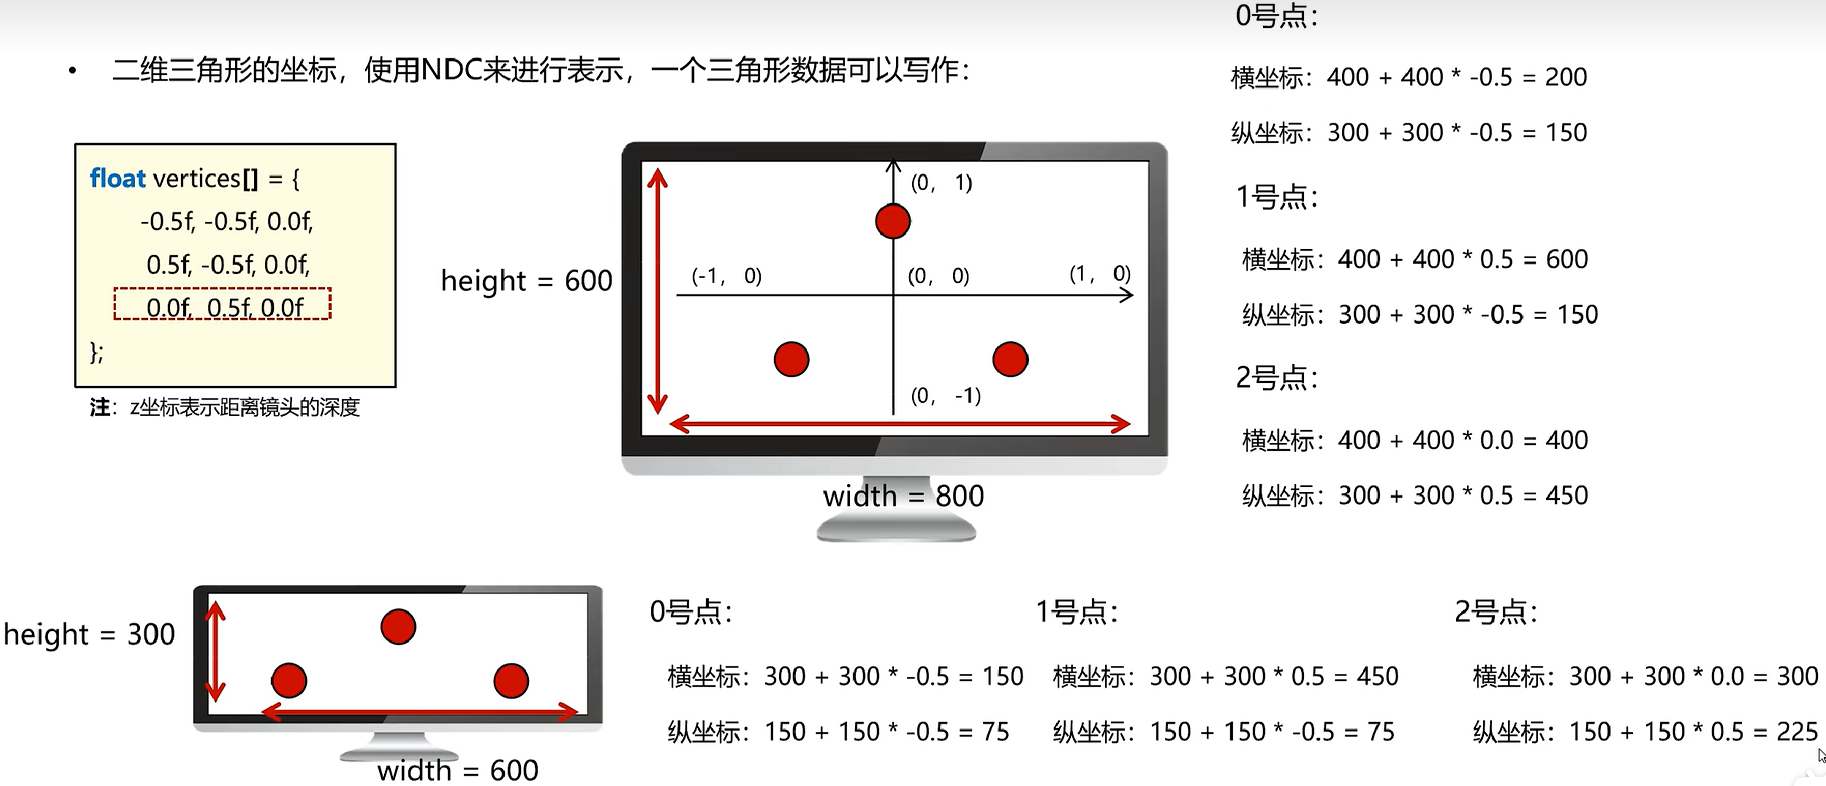 • 二维三角形的坐标，使用NDC来进行表示，一个三角形数据可以写作：
float vertices[] = {
-0.5f, -0.5f, 0.0f,
0.5f, -0.5f, 0.0f,
0.0f, 0.5f, 0.0f
};
注：z坐标表示距离镜头的深度
height = 600
(0, 1)
(-1, 0)
(0, 0)
(1, 0)
(0, -1)
width = 800
0号点：
横坐标：400 + 400 * -0.5 = 200
纵坐标：300 + 300 * -0.5 = 150
1号点：
横坐标：400 + 400 * 0.5 = 600
纵坐标：300 + 300 * -0.5 = 150
2号点：
横坐标：400 + 400 * 0.0 = 400
纵坐标：300 + 300 * 0.5 = 450
height = 300
width = 600
0号点：
横坐标：300 + 300 * -0.5 = 150
纵坐标：150 + 150 * -0.5 = 75
1号点：
横坐标：300 + 300 * 0.5 = 450
纵坐标：150 + 150 * -0.5 = 75
2号点：
横坐标：300 + 300 * 0.0 = 300
纵坐标：150 + 150 * 0.5 = 225